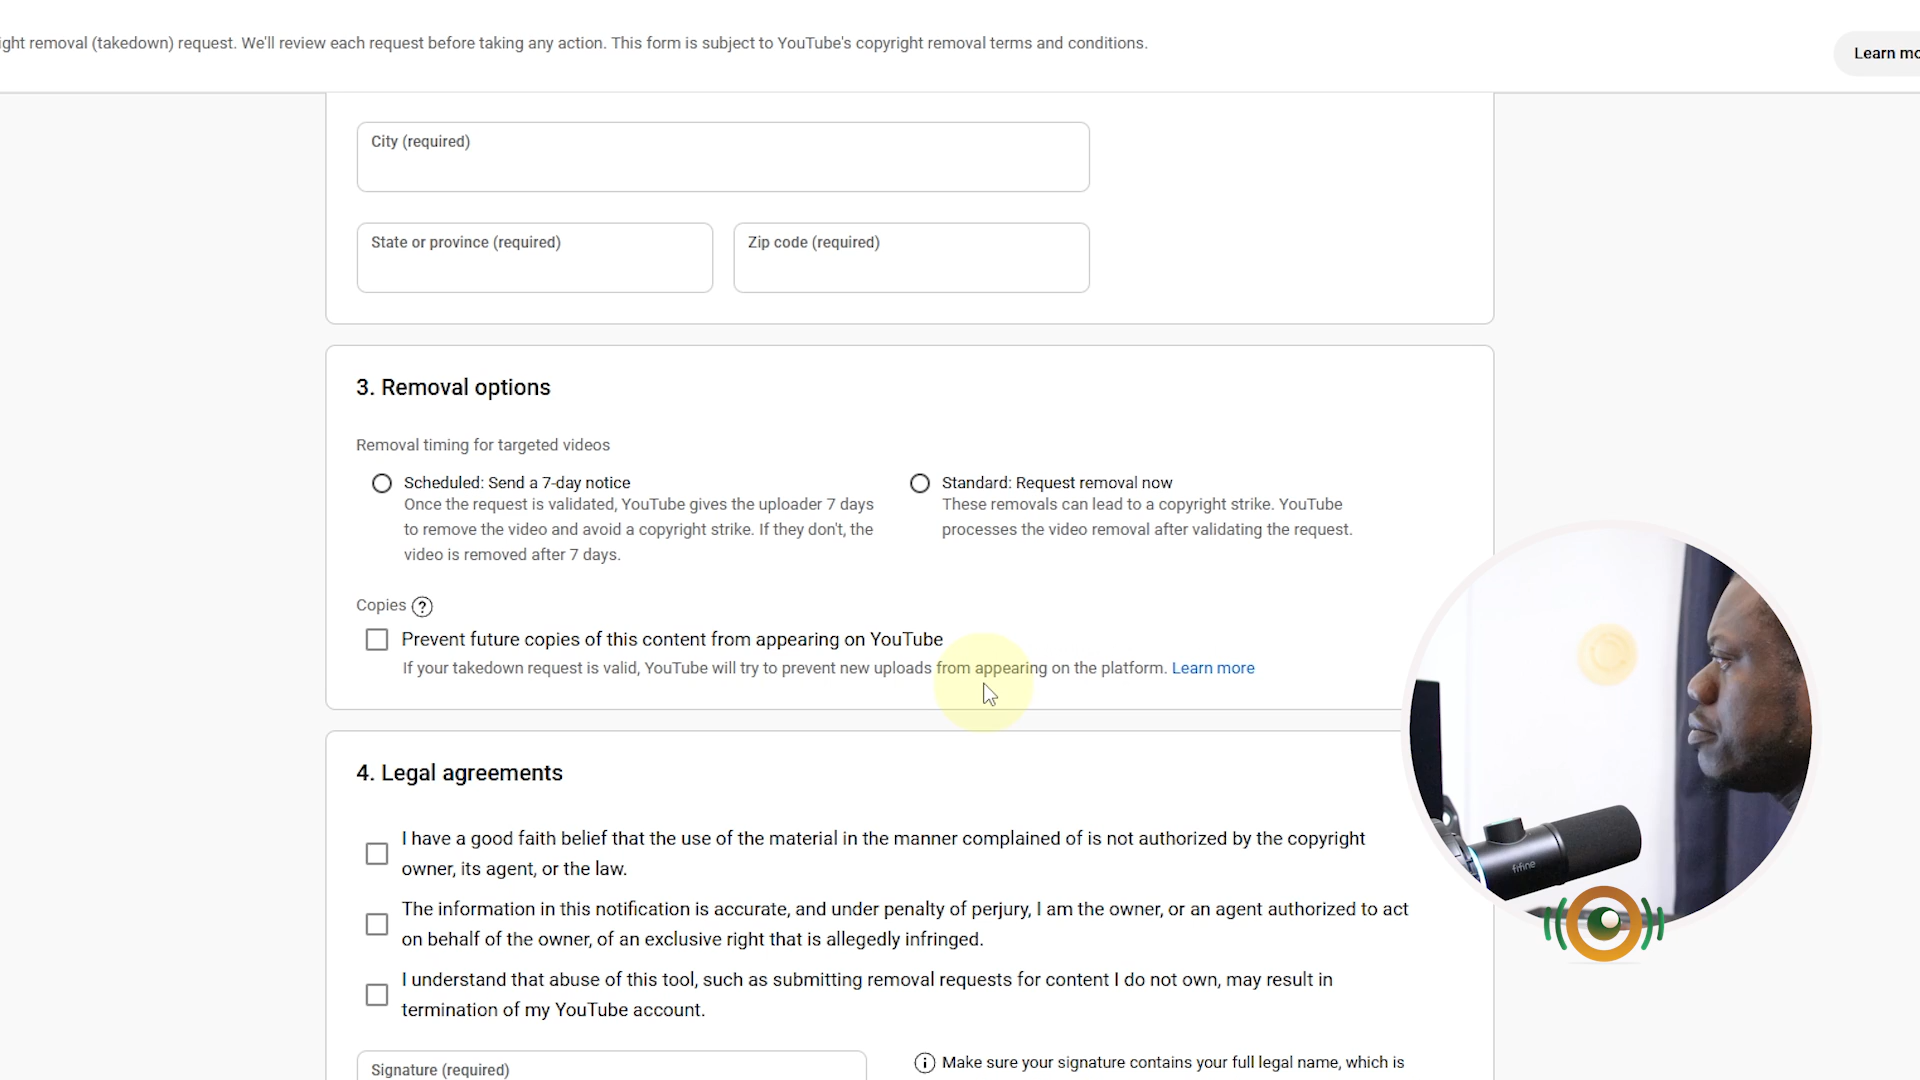 ight removal (takedown) request. We'll review each request before taking any action. This form is subject to YouTube's copyright removal terms and conditions.
Learn mo
City (required)
State or province (required)
Zip code (required)
3. Removal options
Removal timing for targeted videos
Scheduled: Send a 7-day notice
Once the request is validated, YouTube gives the uploader 7 days
to remove the video and avoid a copyright strike. If they don't, the
video is removed after 7 days.
Standard: Request removal now
These removals can lead to a copyright strike. YouTube
processes the video removal after validating the request.
Copies ?
Prevent future copies of this content from appearing on YouTube
If your takedown request is valid, YouTube will try to prevent new uploads from appearing on the platform. Learn more
4. Legal agreements
I have a good faith belief that the use of the material in the manner complained of is not authorized by the copyright
owner, its agent, or the law.
The information in this notification is accurate, and under penalty of perjury, I am the owner, or an agent authorized to act
on behalf of the owner, of an exclusive right that is allegedly infringed.
I understand that abuse of this tool, such as submitting removal requests for content I do not own, may result in
termination of my YouTube account.
Signature (required)
Make sure your signature contains your full legal name, which is
fifine